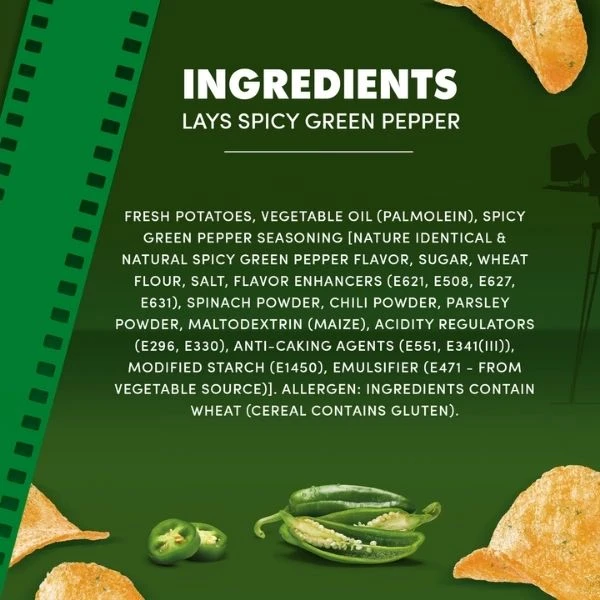 INGREDIENTS
LAYS SPICY GREEN PEPPER
FRESH POTATOES, VEGETABLE OIL (PALMOLEIN), SPICY
GREEN PEPPER SEASONING [NATURE IDENTICAL &
NATURAL SPICY GREEN PEPPER FLAVOR, SUGAR, WHEAT
FLOUR, SALT, FLAVOR ENHANCERS (E621, E508, E627,
E631), SPINACH POWDER, CHILI POWDER, PARSLEY
POWDER, MALTODEXTRIN (MAIZE), ACIDITY REGULATORS
(E296, E330), ANTI-CAKING AGENTS (E551, E341(III)),
MODIFIED STARCH (E1450), EMULSIFIER (E471 - FROM
VEGETABLE SOURCE)]. ALLERGEN: INGREDIENTS CONTAIN
WHEAT (CEREAL CONTAINS GLUTEN).